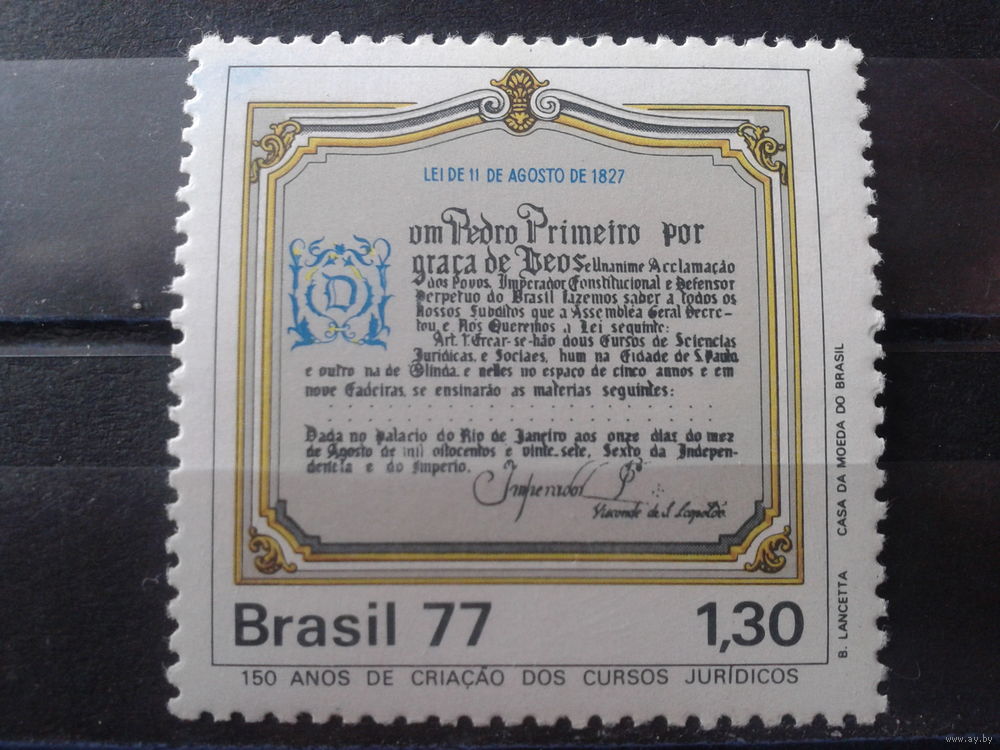 LEI DE 11 DE AGOSTO DE 1827
D
om Pedro Primeiro por
graça de Deos, e Unanime Acclamação
dos Povos, Imperador Constitucional e Defensor
Perpetuo do Brasil Fazemos saber a todos os
Nossos Subditos que a Assembléa Geral Decre-
tou e Nós Queremos a Lei seguinte:
Art. 1º Crear-se-hão dous Cursos de Sciencias
Juridicas, e Sociaes, hum na Cidade de S. Paulo
e outro na de Olinda, e nelles no espaço de cinco annos e em
nove Cadeiras, se ensinarão as materias seguintes:
Dada no palacio do Rio de Janeiro aos onze dias do mez
de Agosto de mil oitocentos e vinte-sete, Sexto da Indepen-
dencia e do Imperio.
Imperador P
Visconde de S. Leopoldo
Brasil 77 1,30
150 ANOS DE CRIAÇÃO DOS CURSOS JURÍDICOS
B. LANCETTA CASA DA MOEDA DO BRASIL
www.ay.by